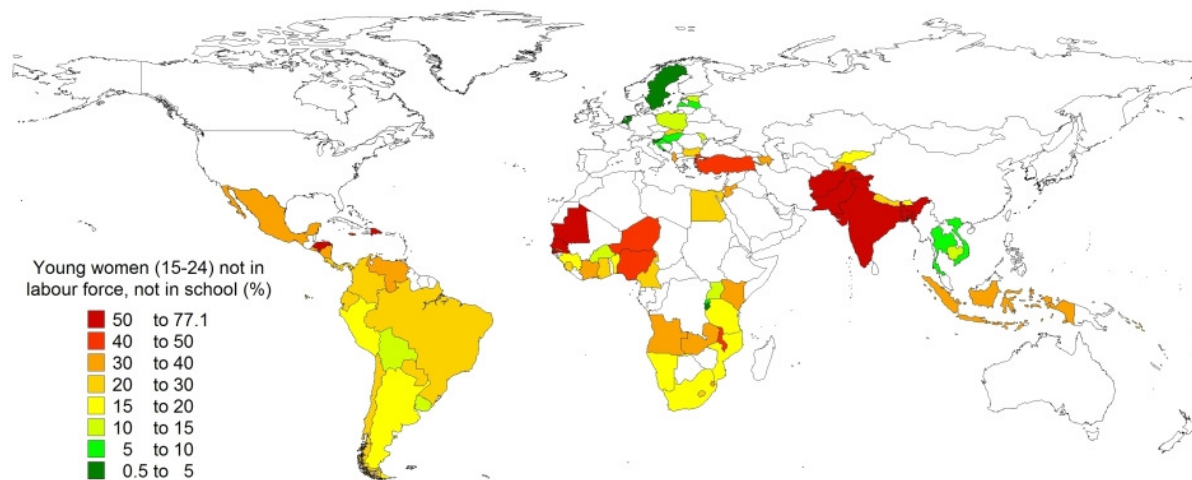 Young women (15-24) not in
labour force, not in school (%)
50 to 77.1
40 to 50
30 to 40
20 to 30
15 to 20
10 to 15
5 to 10
0.5 to 5